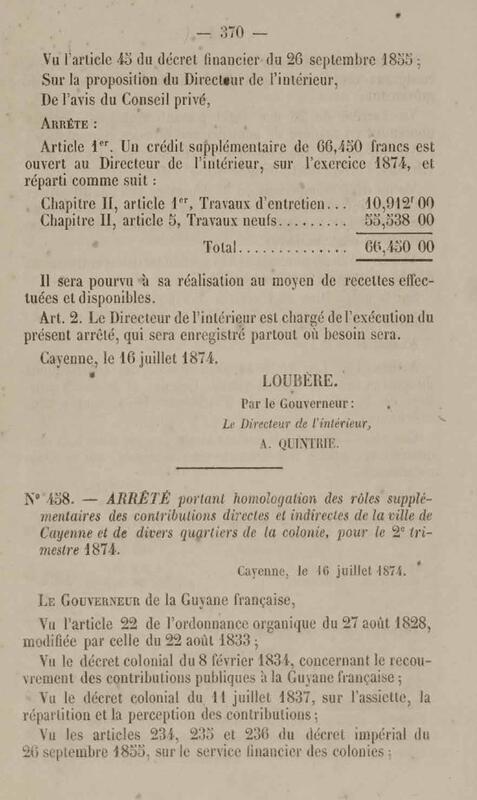 — 370 —
Vu l'article 45 du décret financier du 26 septembre 1855;
Sur la proposition du Directeur de l'intérieur,
De l'avis du Conseil privé,
ARRÊTE :
Article 1er. Un crédit supplémentaire de 66,450 francs est
ouvert au Directeur de l'intérieur, sur l'exercice 1874, et
réparti comme suit :
Chapitre II, article 1er, Travaux d'entretien... 10,912f 00
Chapitre II, article 5, Travaux neufs......... 55,538 00
Total.............. 66,450 00
Il sera pourvu à sa réalisation au moyen de recettes effec-
tuées et disponibles.
Art. 2. Le Directeur de l'intérieur est chargé de l'exécution du
présent arrêté, qui sera enregistré partout où besoin sera.
Cayenne, le 16 juillet 1874.
LOUBÈRE.
Par le Gouverneur :
Le Directeur de l'intérieur,
A. QUINTRIE.
N° 458. — ARRÊTÉ portant homologation des rôles supplé-
mentaires des contributions directes et indirectes de la ville de
Cayenne et de divers quartiers de la colonie, pour le 2e tri-
mestre 1874.
Cayenne, le 16 juillet 1874.
LE GOUVERNEUR de la Guyane française,
Vu l'article 22 de l'ordonnance organique du 27 août 1828,
modifiée par celle du 22 août 1833 ;
Vu le décret colonial du 8 février 1834, concernant le recou-
vrement des contributions publiques à la Guyane française ;
Vu le décret colonial du 11 juillet 1837, sur l'assiette, la
répartition et la perception des contributions ;
Vu les articles 234, 235 et 236 du décret impérial du
26 septembre 1855, sur le service financier des colonies ;